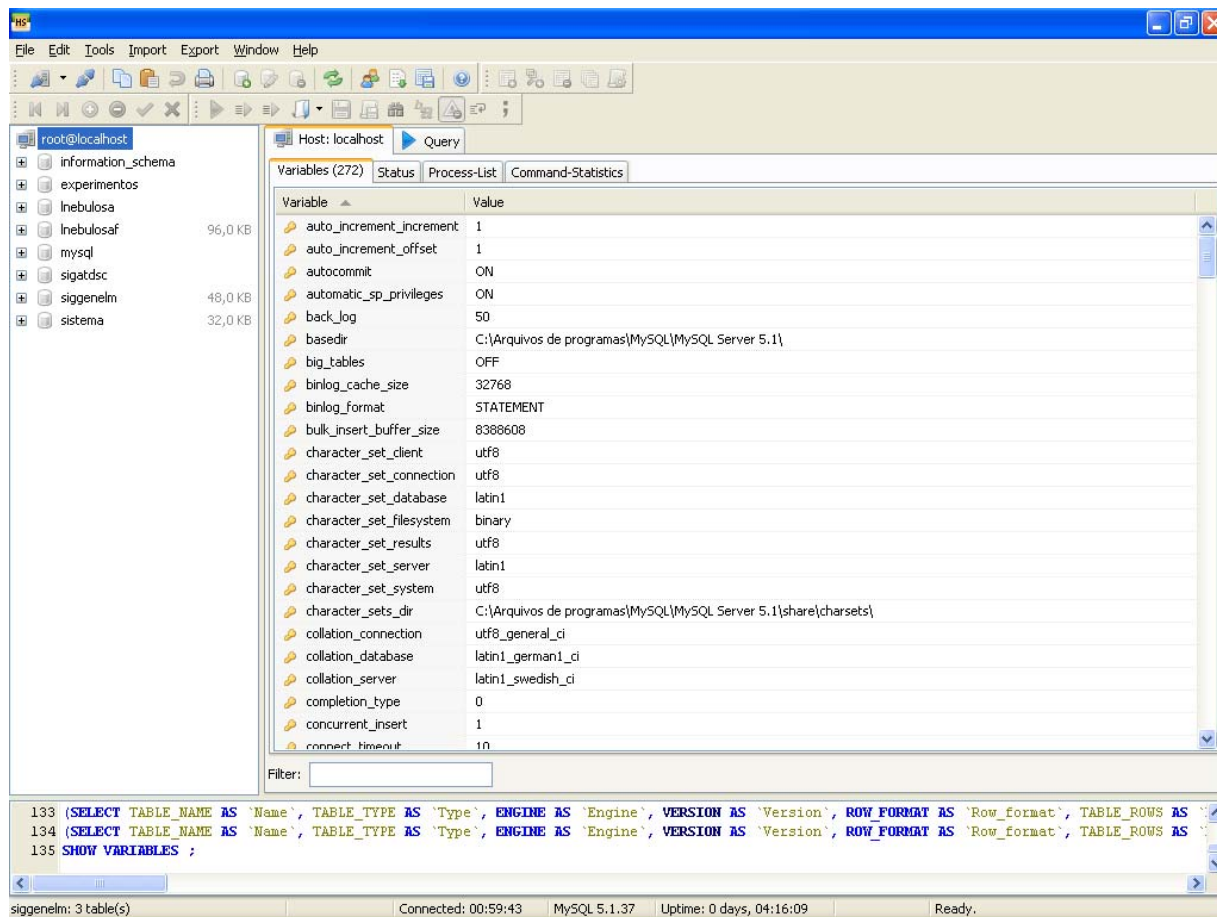 HS
File Edit Tools Import Export Window Help
root@localhost
information_schema
experimentos
lnebulosa
lnebulosaf 96,0 KB
mysql
sigatdsc
siggenelm 48,0 KB
sistema 32,0 KB
Host: localhost Query
Variables (272) Status Process-List Command-Statistics
Variable Value
auto_increment_increment 1
auto_increment_offset 1
autocommit ON
automatic_sp_privileges ON
back_log 50
basedir C:\Arquivos de programas\MySQL\MySQL Server 5.1\
big_tables OFF
binlog_cache_size 32768
binlog_format STATEMENT
bulk_insert_buffer_size 8388608
character_set_client utf8
character_set_connection utf8
character_set_database latin1
character_set_filesystem binary
character_set_results utf8
character_set_server latin1
character_set_system utf8
character_sets_dir C:\Arquivos de programas\MySQL\MySQL Server 5.1\share\charsets\
collation_connection utf8_general_ci
collation_database latin1_german1_ci
collation_server latin1_swedish_ci
completion_type 0
concurrent_insert 1
connect_timeout 10
Filter:
133 (SELECT TABLE_NAME AS `Name`, TABLE_TYPE AS `Type`, ENGINE AS `Engine`, VERSION AS `Version`, ROW_FORMAT AS `Row_format`, TABLE_ROWS AS `
134 (SELECT TABLE_NAME AS `Name`, TABLE_TYPE AS `Type`, ENGINE AS `Engine`, VERSION AS `Version`, ROW_FORMAT AS `Row_format`, TABLE_ROWS AS `
135 SHOW VARIABLES ;
siggenelm: 3 table(s) Connected: 00:59:43 MySQL 5.1.37 Uptime: 0 days, 04:16:09 Ready.